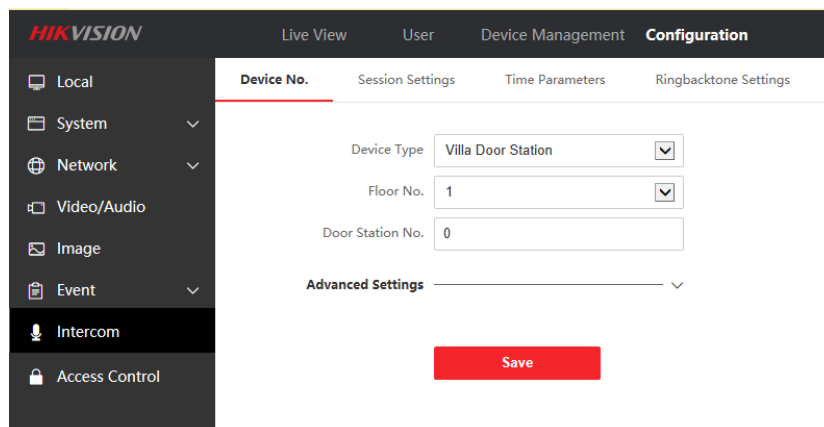 HIKVISION Live View User Device Management Configuration
Local
System
Network
Video/Audio
Image
Event
Intercom
Access Control
Device No. Session Settings Time Parameters Ringbacktone Settings
Device Type Villa Door Station
Floor No. 1
Door Station No. 0
Advanced Settings
Save